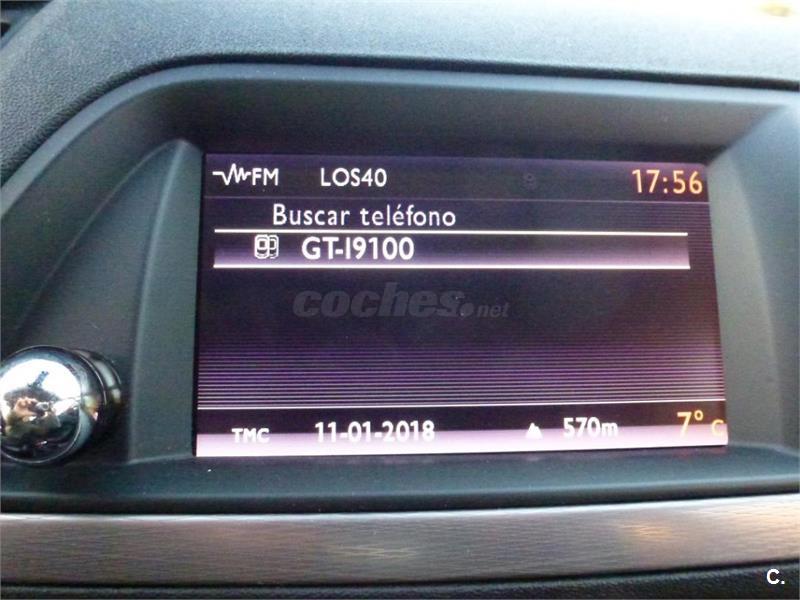 FM LOS40 17:56
Buscar teléfono
GT-I9100
coches.net
TMC 11-01-2018 570m 7°C
C.